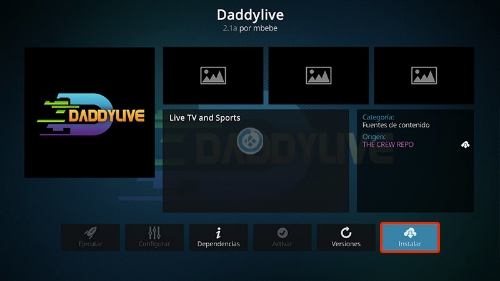 Daddylive
2.1a por mbebe
DADDYLIVE
Live TV and Sports
DADDYLIVE
Categoría:
Fuentes de contenido
Origen:
THE CREW REPO
Ejecutar
Configurar
Dependencias
Activar
Versiones
Instalar